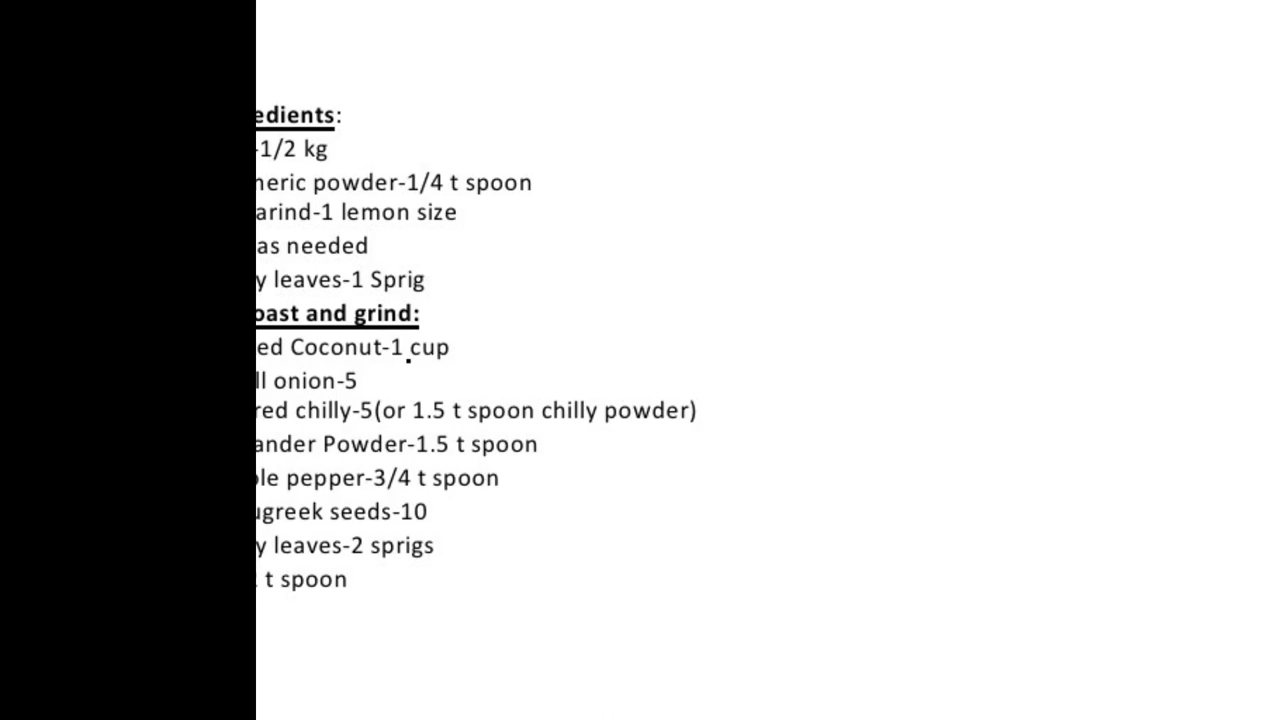 edients:
-1/2 kg
neric powder-1/4 t spoon
arind-1 lemon size
as needed
y leaves-1 Sprig
oast and grind:
ed Coconut-1 cup
ll onion-5
red chilly-5(or 1.5 t spoon chilly powder)
ander Powder-1.5 t spoon
le pepper-3/4 t spoon
ugreek seeds-10
y leaves-2 sprigs
t spoon